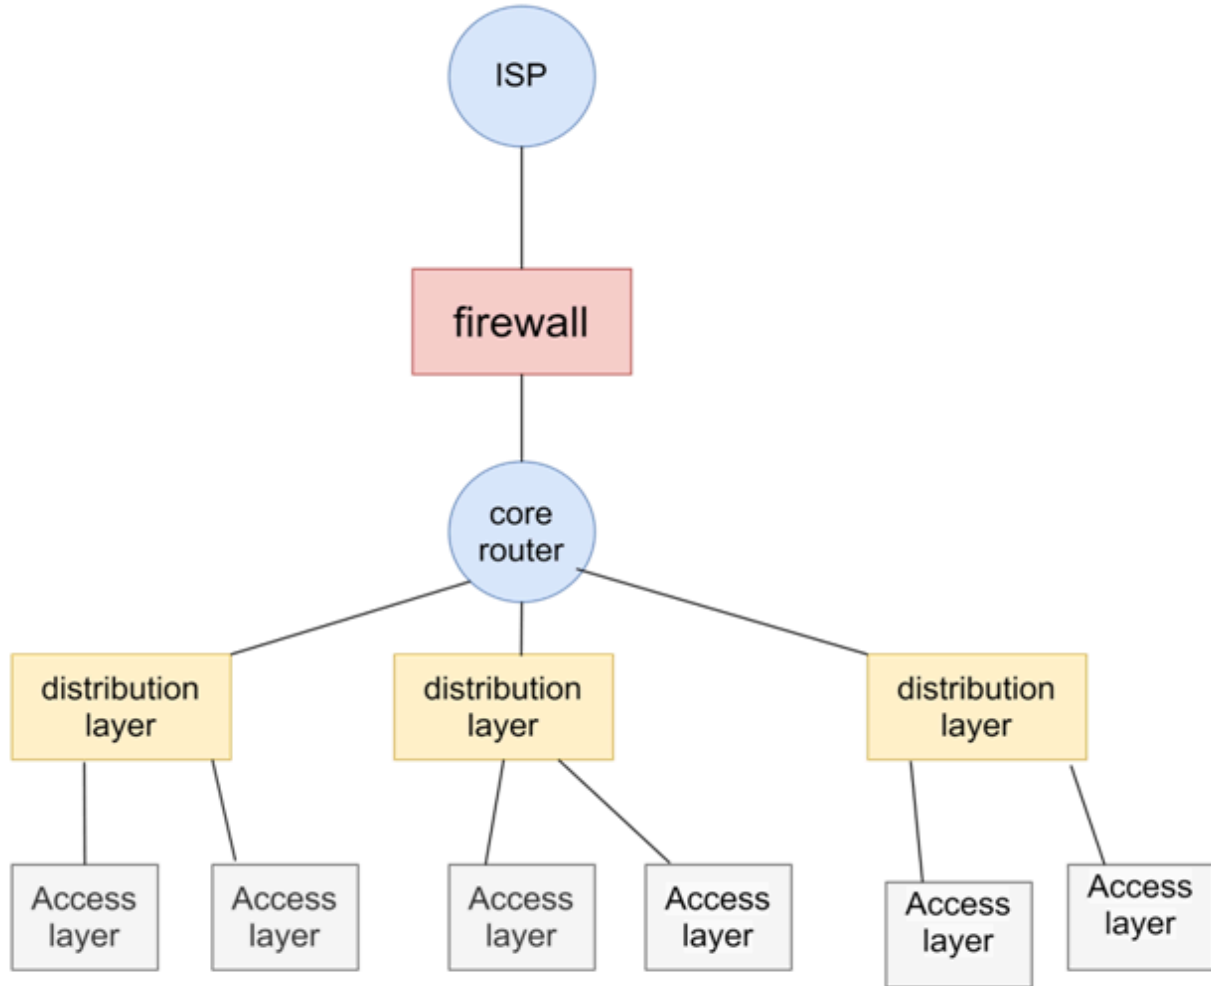 ISP
firewall
core
router
distribution
layer
distribution
layer
distribution
layer
Access
layer
Access
layer
Access
layer
Access
layer
Access
layer
Access
layer